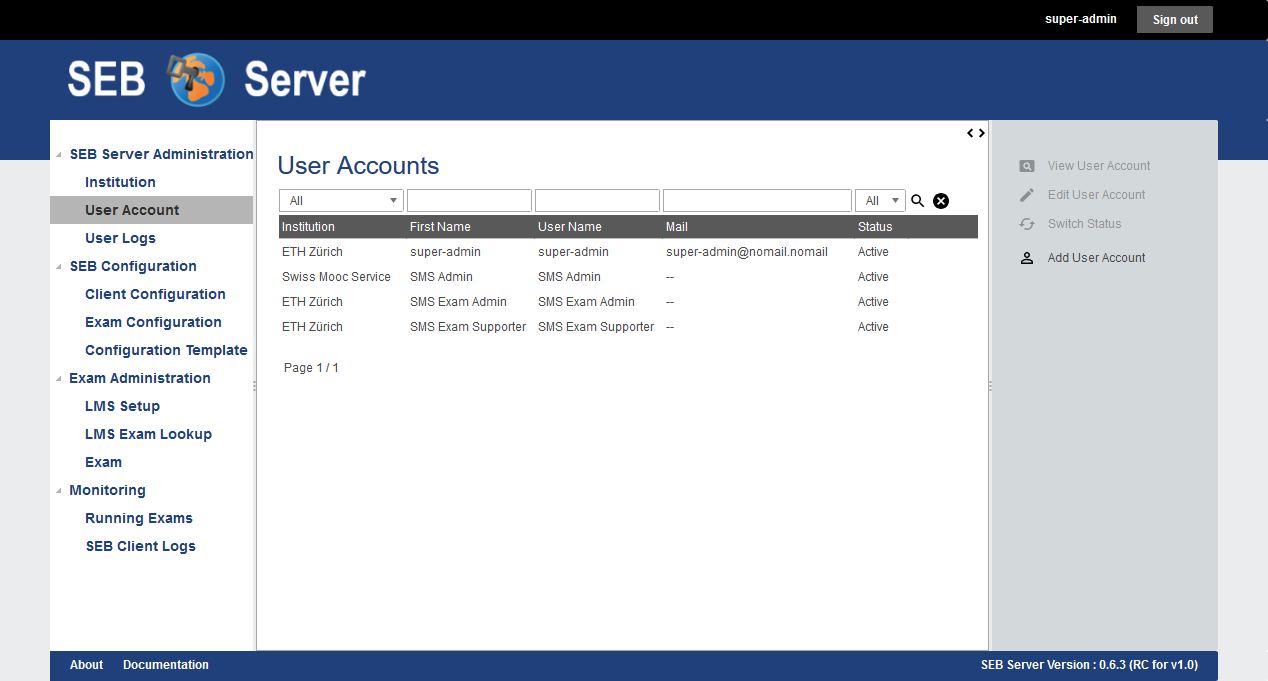 super-admin Sign out
SEB Server
SEB Server Administration
Institution
User Account
User Logs
SEB Configuration
Client Configuration
Exam Configuration
Configuration Template
Exam Administration
LMS Setup
LMS Exam Lookup
Exam
Monitoring
Running Exams
SEB Client Logs
User Accounts
All All
Institution First Name User Name Mail Status
ETH Zürich super-admin super-admin super-admin@nomail.nomail Active
Swiss Mooc Service SMS Admin SMS Admin -- Active
ETH Zürich SMS Exam Admin SMS Exam Admin -- Active
ETH Zürich SMS Exam Supporter SMS Exam Supporter -- Active
Page 1 / 1
View User Account
Edit User Account
Switch Status
Add User Account
About Documentation SEB Server Version : 0.6.3 (RC for v1.0)